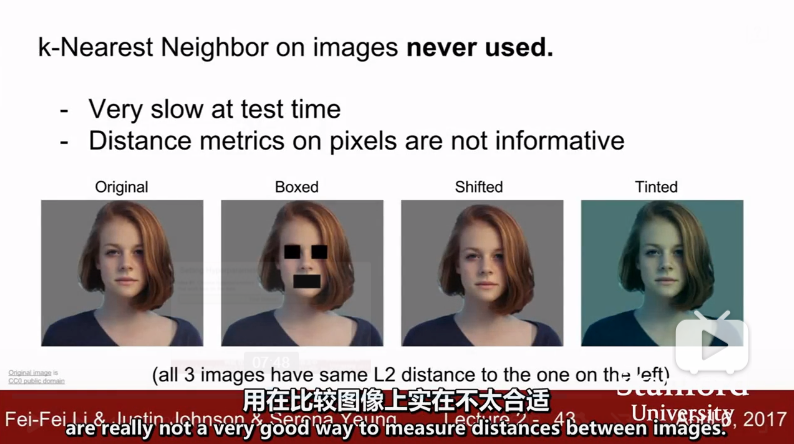 k-Nearest Neighbor on images never used.
- Very slow at test time
- Distance metrics on pixels are not informative
Original
Boxed
Shifted
Tinted
Original image is
CC0 public domain
(all 3 images have same L2 distance to the one on the left)
07:48
Stanford
University
用在比较图像上实在不太合适
Fei-Fei Li & Justin Johnson & Serena Yeung
Lecture 2 - 43
2017
are really not a very good way to measure distances between images.